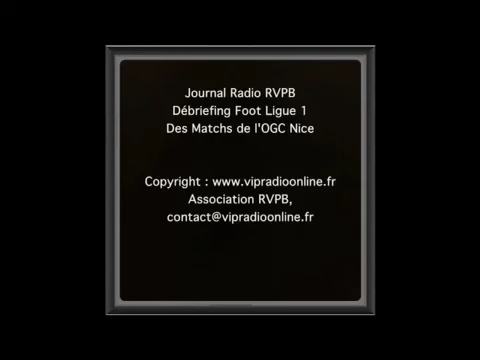 Journal Radio RVPB
Débriefing Foot Ligue 1
Des Matchs de l'OGC Nice
Copyright : www.vipradioonline.fr
Association RVPB,
contact@vipradioonline.fr